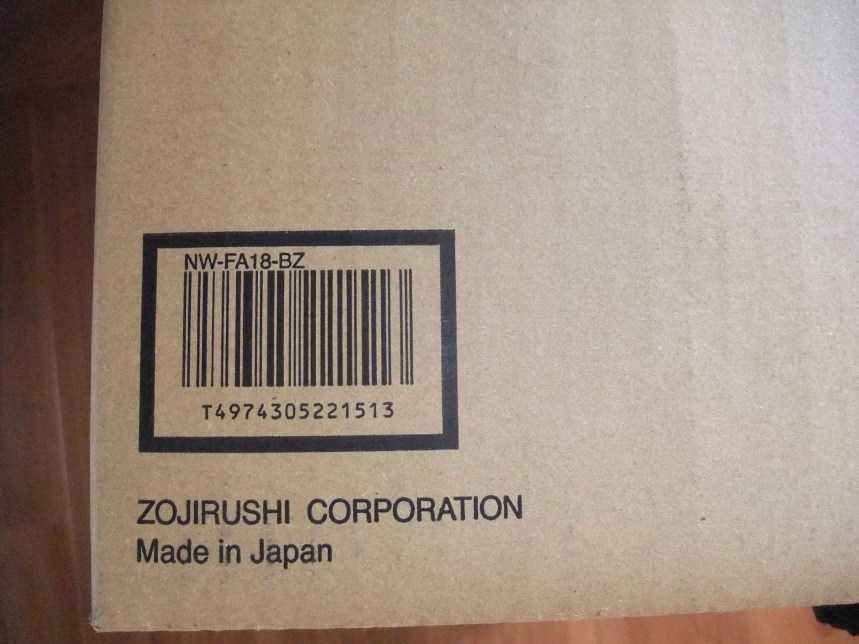 NW-FA18-BZ
T4974305221513
ZOJIRUSHI CORPORATION
Made in Japan